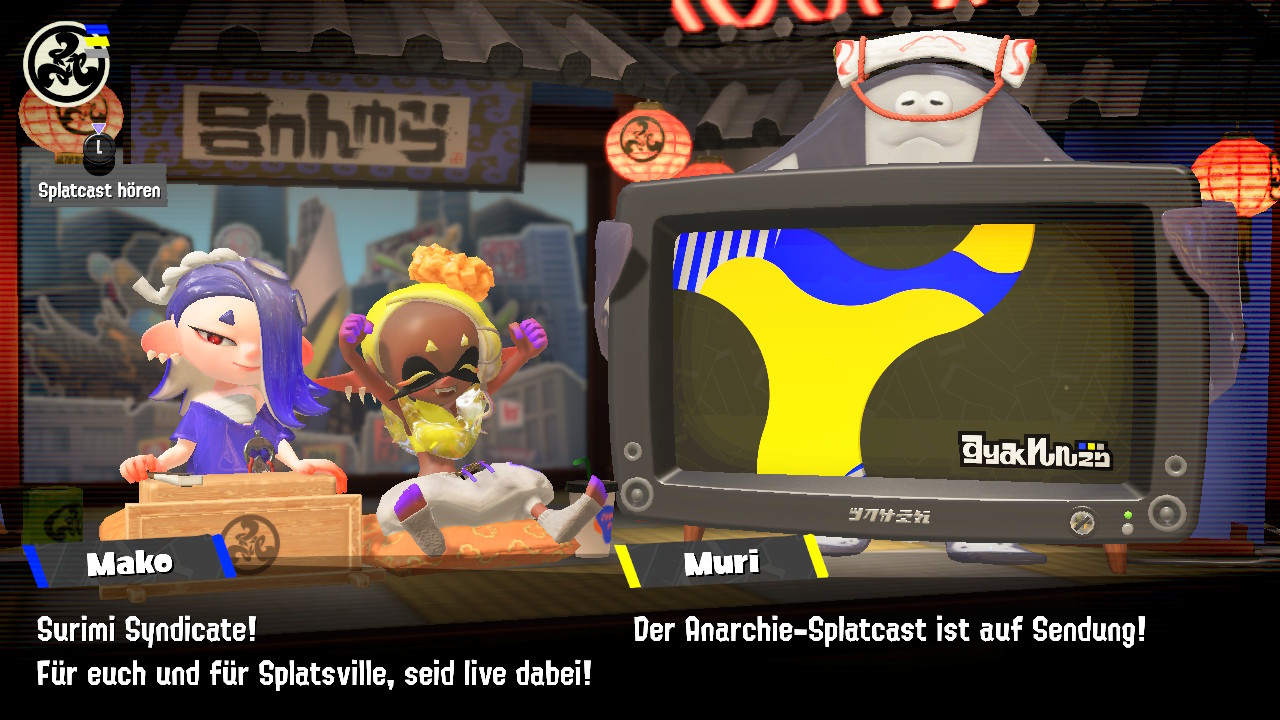 L
Splatcast hören
Mako
Surimi Syndicate!
Für euch und für Splatsville, seid live dabei!
Muri
Der Anarchie-Splatcast ist auf Sendung!